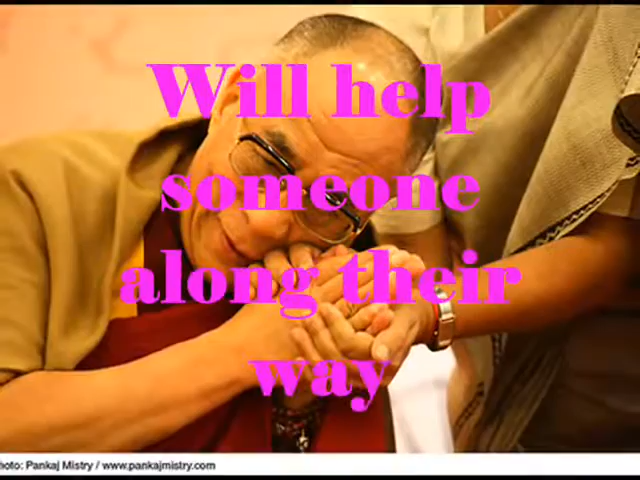 Will help
someone
along their
way
hoto: Pankaj Mistry / www.pankajmistry.com